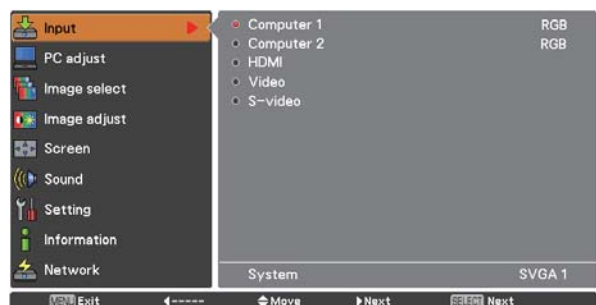 Input
PC adjust
Image select
Image adjust
Screen
Sound
Setting
Information
Network
Computer 1 RGB
Computer 2 RGB
HDMI
Video
S-video
System SVGA 1
MENU Exit ◀----- Move ▶Next SELECT Next